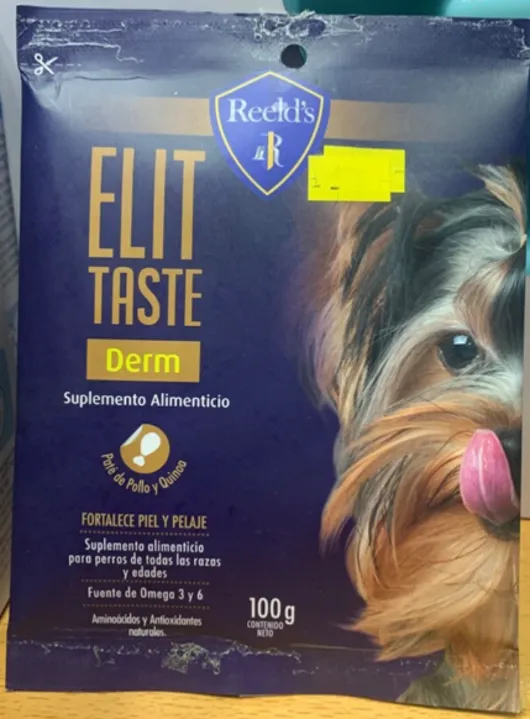 Reeld's
R
ELIT
TASTE
Derm
Suplemento Alimenticio
Paté de Pollo y Quinoa
FORTALECE PIEL Y PELAJE
Suplemento alimenticio
para perros de todas las razas
y edades
Fuente de Omega 3 y 6
Aminoácidos y Antioxidantes
naturales.
100g
CONTENIDO
NETO